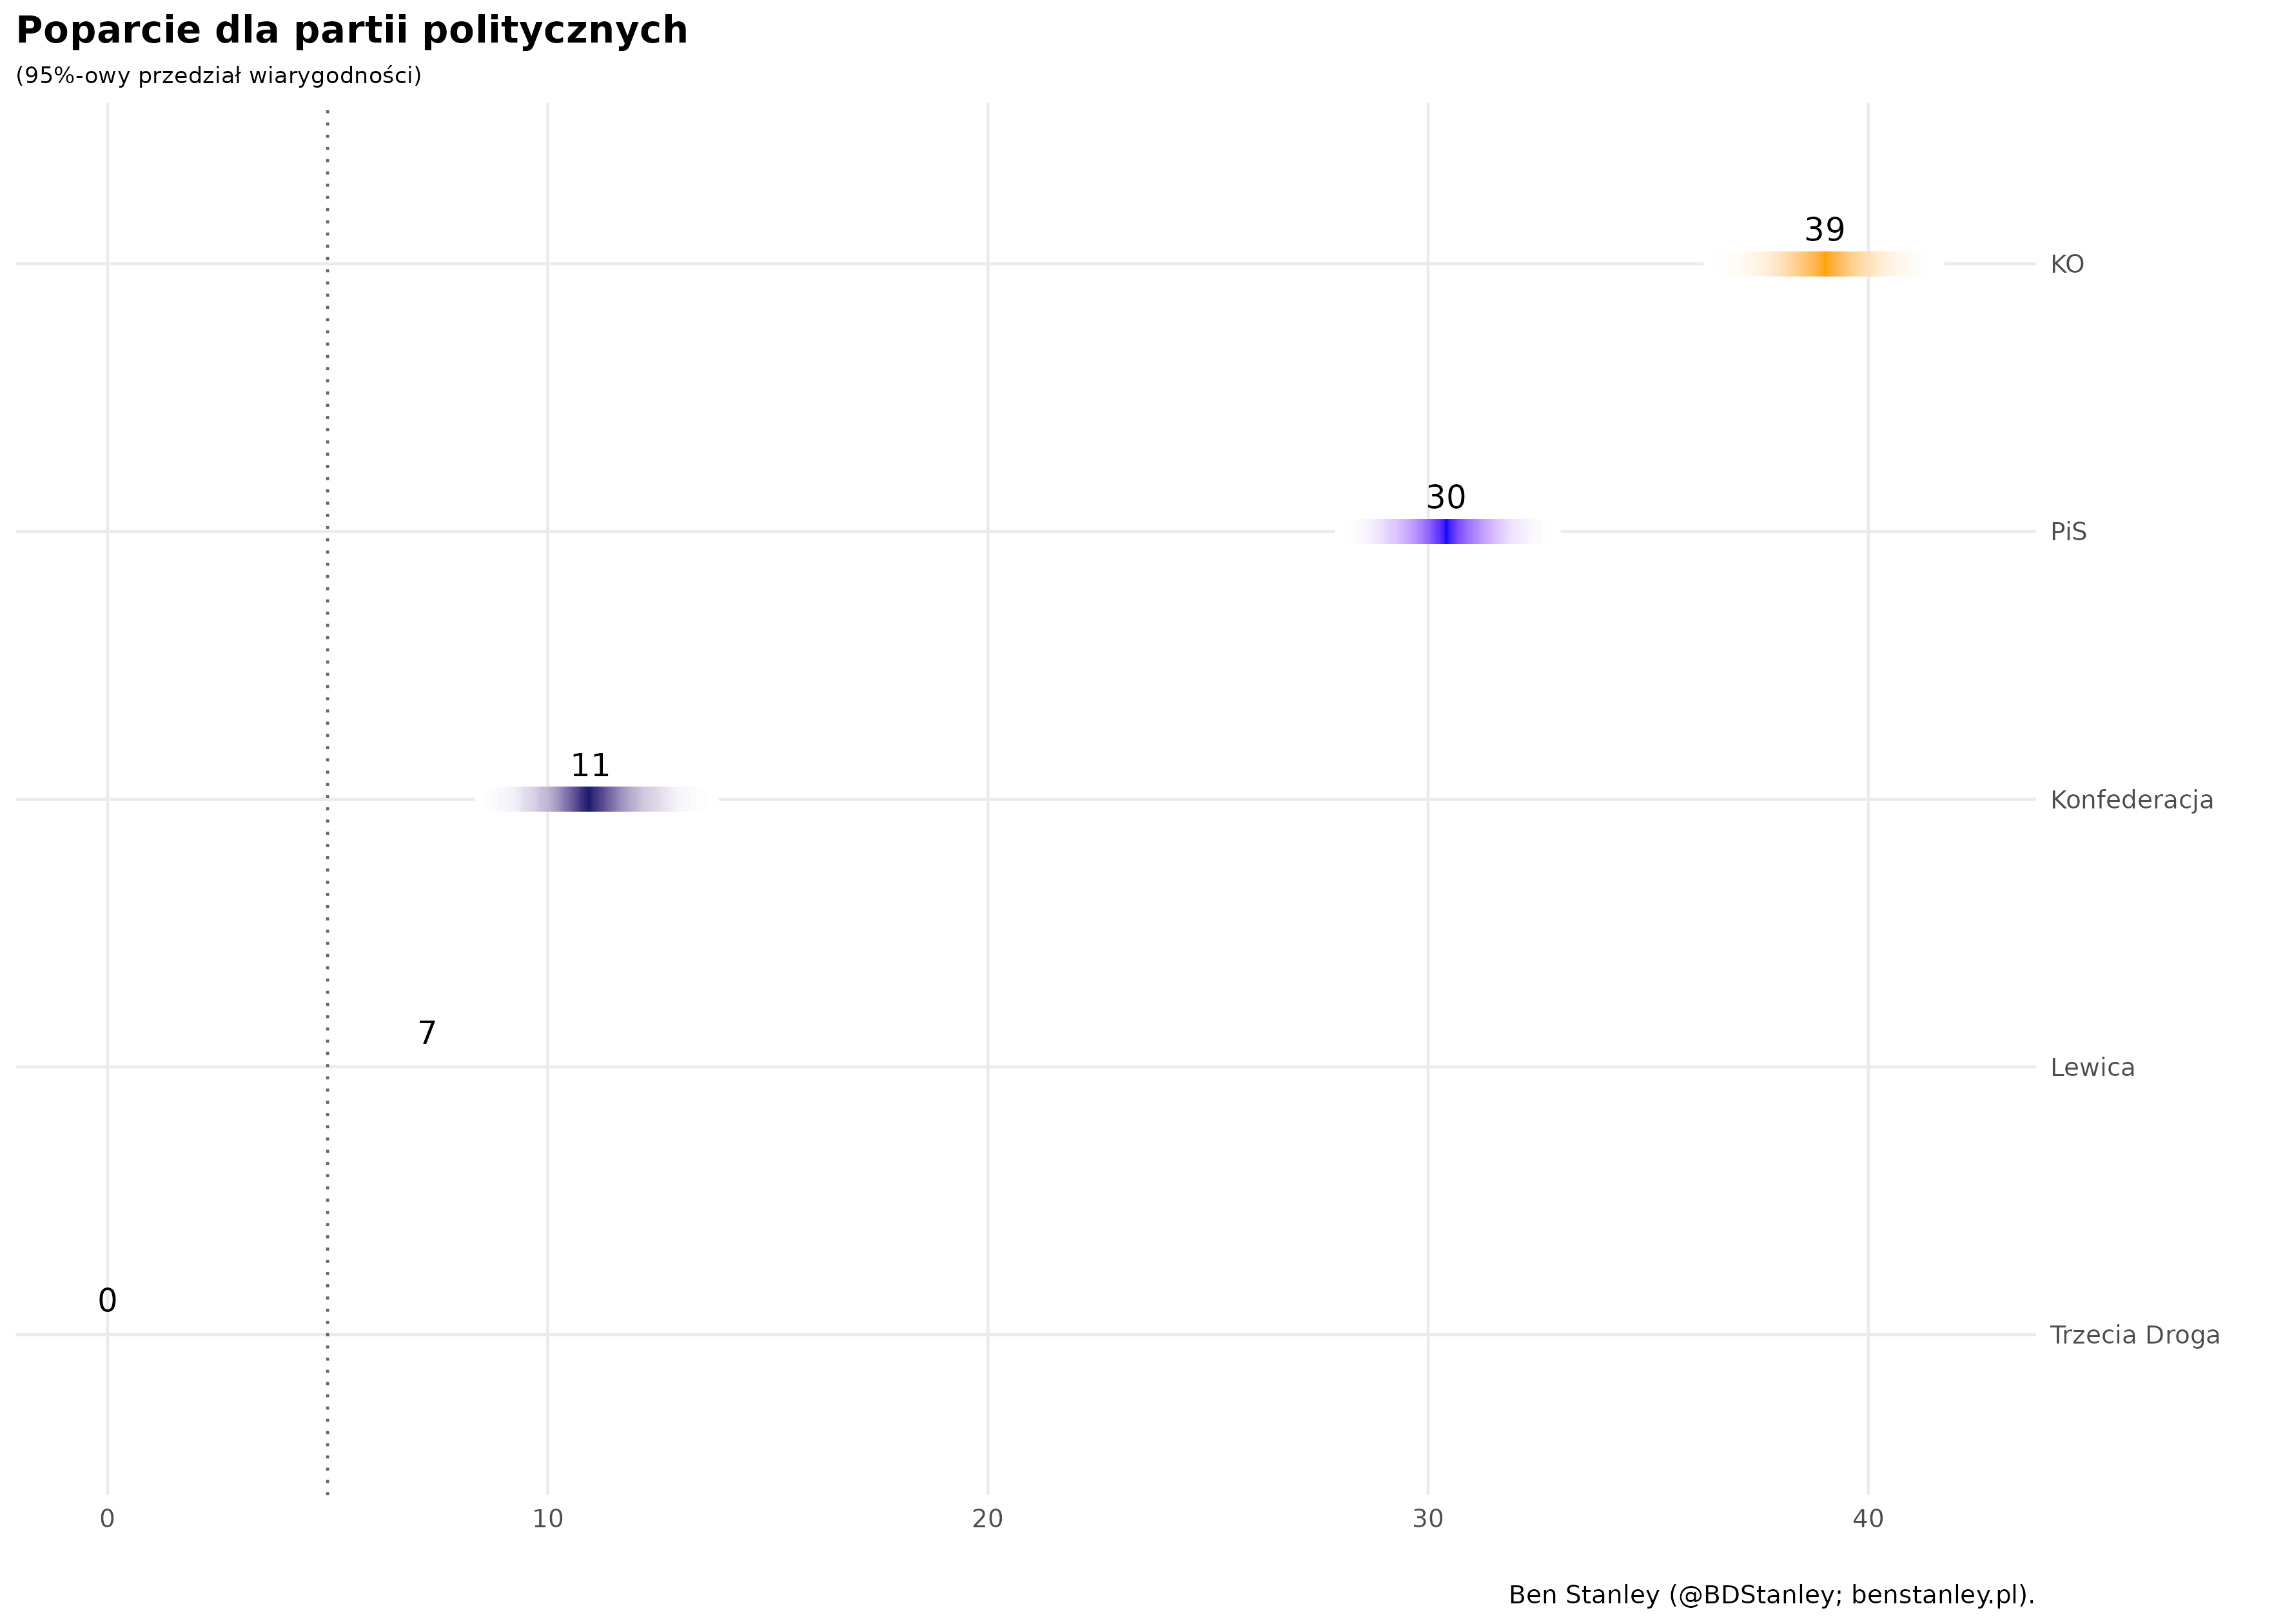 Poparcie dla partii politycznych
(95%-owy przedział wiarygodności)
39
KO
30
PiS
11
Konfederacja
7
Lewica
0
Trzecia Droga
0 10 20 30 40
Ben Stanley (@BDStanley; benstanley.pl).